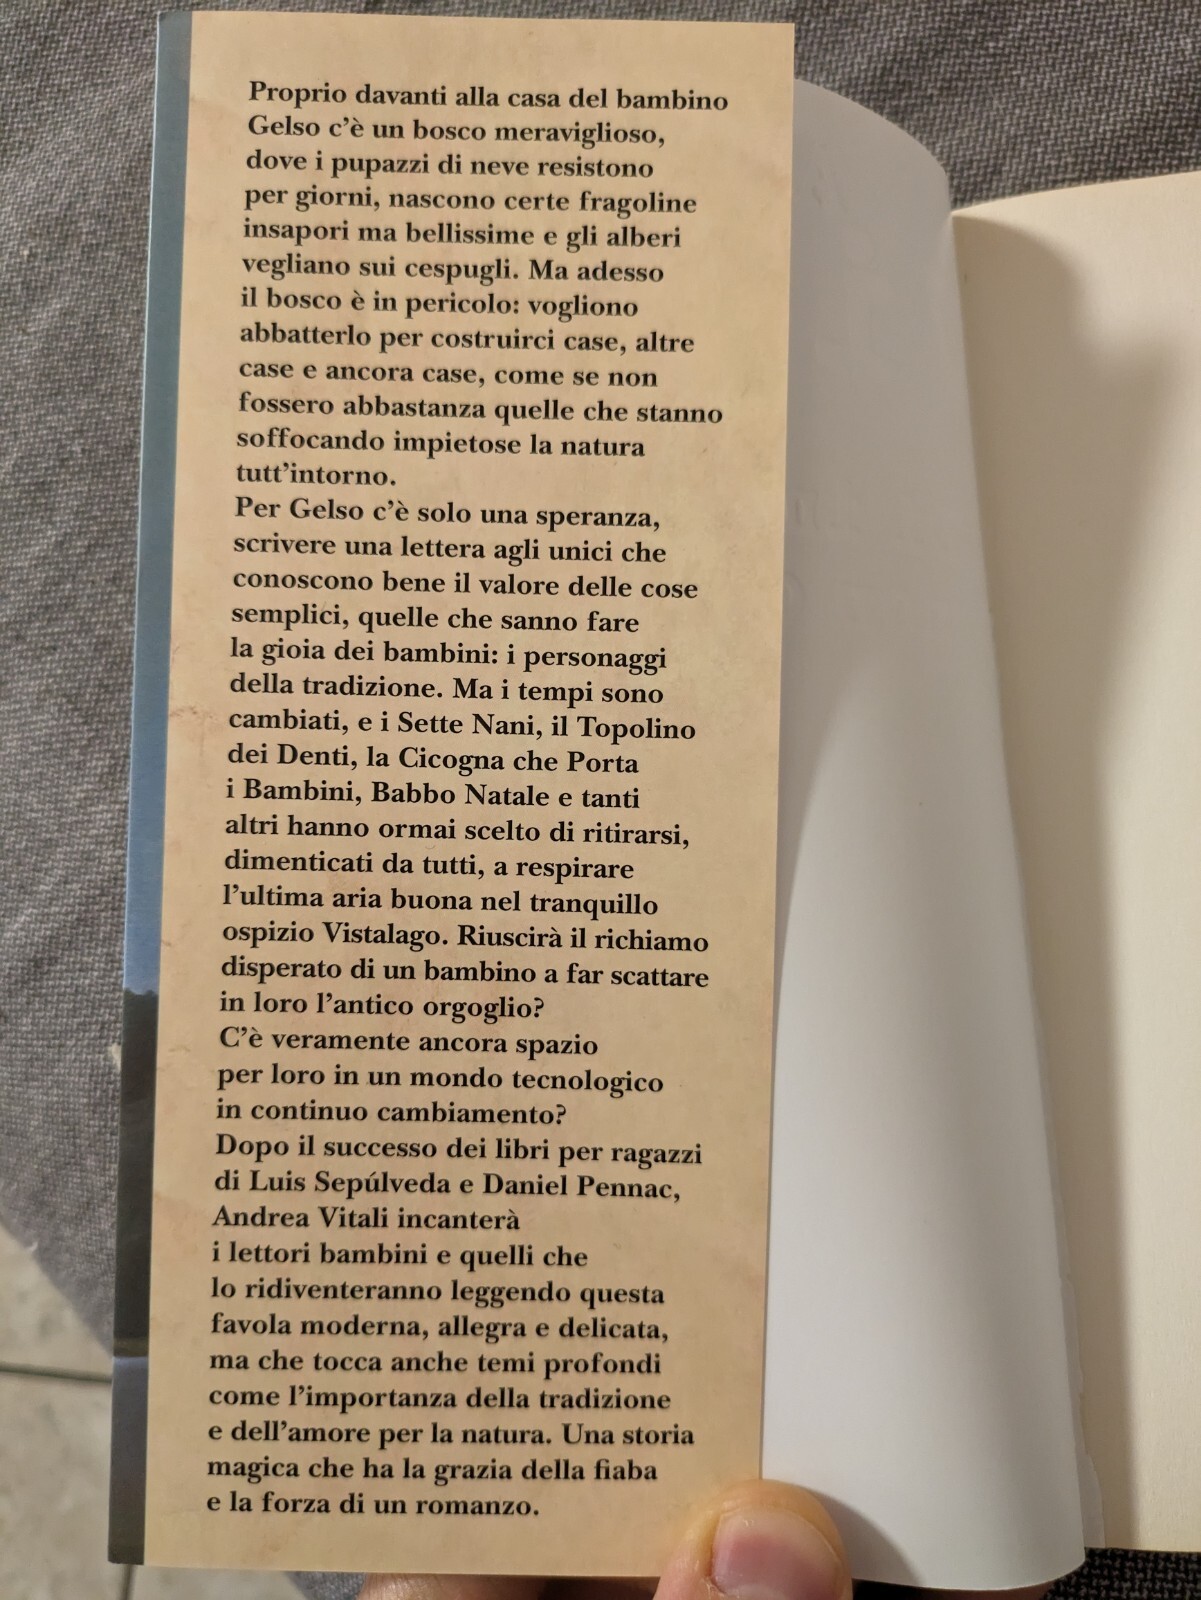 Proprio davanti alla casa del bambino
Gelso c'è un bosco meraviglioso,
dove i pupazzi di neve resistono
per giorni, nascono certe fragoline
insapori ma bellissime e gli alberi
vegliano sui cespugli. Ma adesso
il bosco è in pericolo: vogliono
abbatterlo per costruirci case, altre
case e ancora case, come se non
fossero abbastanza quelle che stanno
soffocando impietose la natura
tutt'intorno.
Per Gelso c'è solo una speranza,
scrivere una lettera agli unici che
conoscono bene il valore delle cose
semplici, quelle che sanno fare
la gioia dei bambini: i personaggi
della tradizione. Ma i tempi sono
cambiati, e i Sette Nani, il Topolino
dei Denti, la Cicogna che Porta
i Bambini, Babbo Natale e tanti
altri hanno ormai scelto di ritirarsi,
dimenticati da tutti, a respirare
l'ultima aria buona nel tranquillo
ospizio Vistalago. Riuscirà il richiamo
disperato di un bambino a far scattare
in loro l'antico orgoglio?
C'è veramente ancora spazio
per loro in un mondo tecnologico
in continuo cambiamento?
Dopo il successo dei libri per ragazzi
di Luis Sepúlveda e Daniel Pennac,
Andrea Vitali incanterà
i lettori bambini e quelli che
lo ridiventeranno leggendo questa
favola moderna, allegra e delicata,
ma che tocca anche temi profondi
come l'importanza della tradizione
e dell'amore per la natura. Una storia
magica che ha la grazia della fiaba
e la forza di un romanzo.